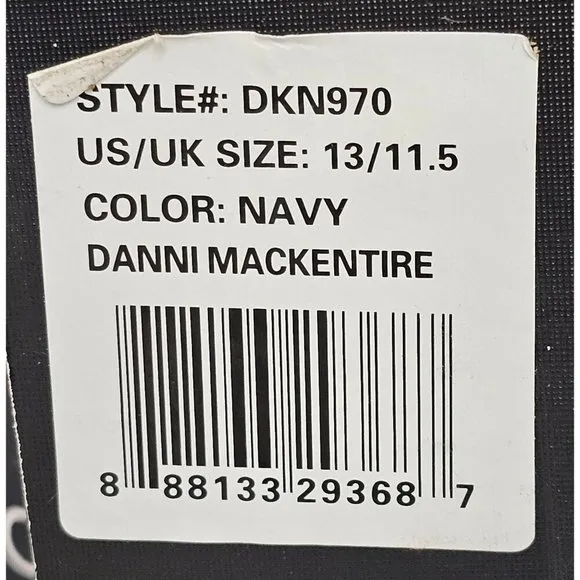 STYLE#: DKN970
US/UK SIZE: 13/11.5
COLOR: NAVY
DANNI MACKENTIRE
8 88133 29368 7